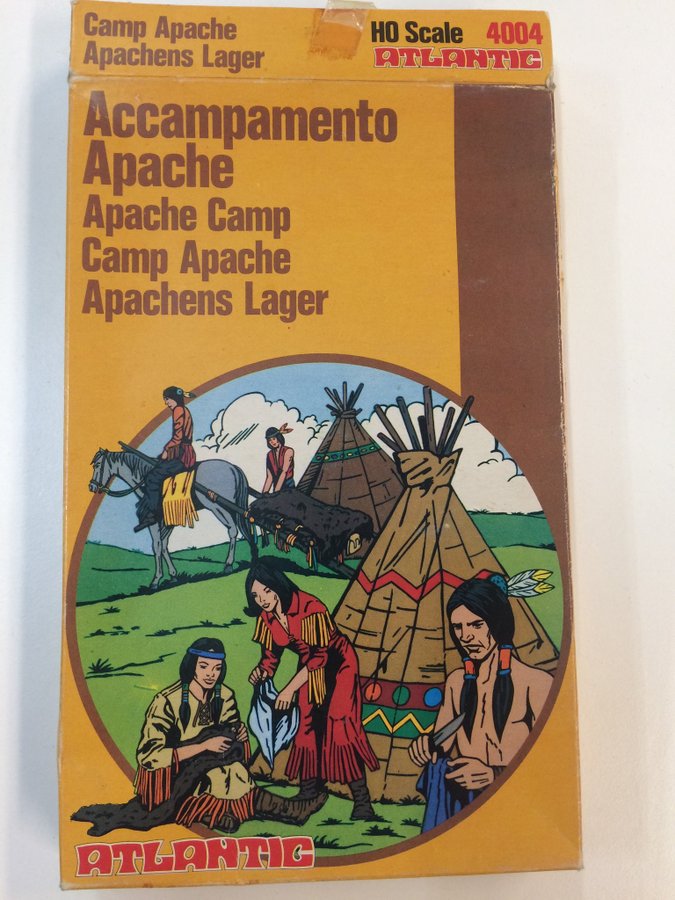 Camp Apache
Apachens Lager
HO Scale 4004
ATLANTIC
Accampamento
Apache
Apache Camp
Camp Apache
Apachens Lager
ATLANTIC